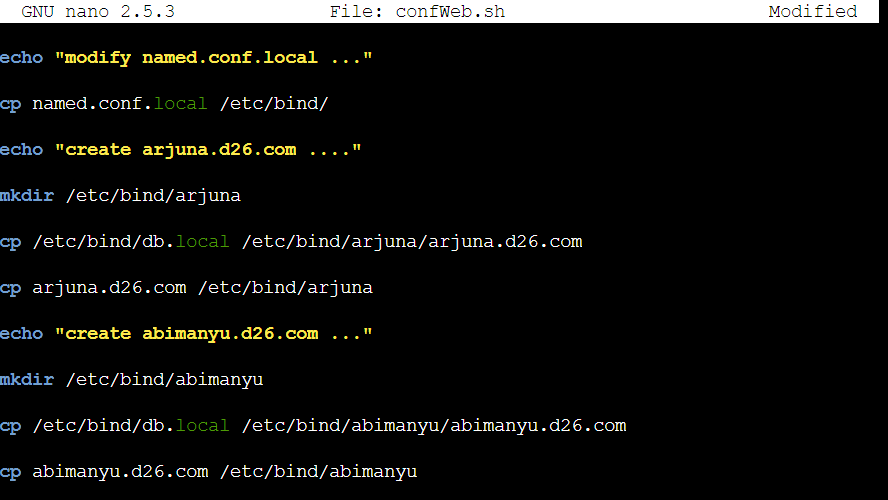 GNU nano 2.5.3 File: confWeb.sh Modified
echo "modify named.conf.local ..."
cp named.conf.local /etc/bind/
echo "create arjuna.d26.com ...."
mkdir /etc/bind/arjuna
cp /etc/bind/db.local /etc/bind/arjuna/arjuna.d26.com
cp arjuna.d26.com /etc/bind/arjuna
echo "create abimanyu.d26.com ..."
mkdir /etc/bind/abimanyu
cp /etc/bind/db.local /etc/bind/abimanyu/abimanyu.d26.com
cp abimanyu.d26.com /etc/bind/abimanyu